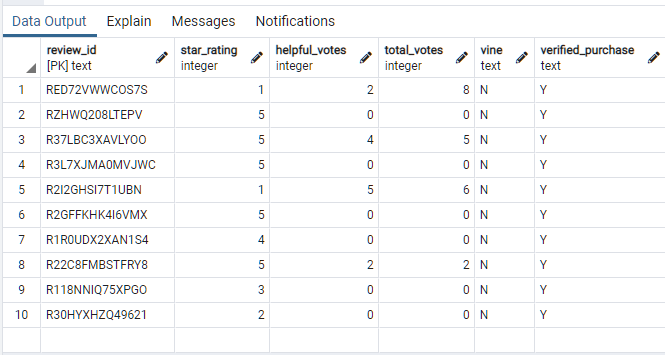 Data Output Explain Messages Notifications
review_id star_rating helpful_votes total_votes vine verified_purchase
[PK] text integer integer integer text text
1 RED72VWWCOS7S 1 2 8 N Y
2 RZHWQ208LTEPV 5 0 0 N Y
3 R37LBC3XAVLYOO 5 4 5 N Y
4 R3L7XJMA0MVJWC 5 0 0 N Y
5 R2I2GHSI7T1UBN 1 5 6 N Y
6 R2GFFKHK4I6VMX 5 0 0 N Y
7 R1R0UDX2XAN1S4 4 0 0 N Y
8 R22C8FMBSTFRY8 5 2 2 N Y
9 R118NNIQ75XPGO 3 0 0 N Y
10 R30HYXHZQ49621 2 0 0 N Y